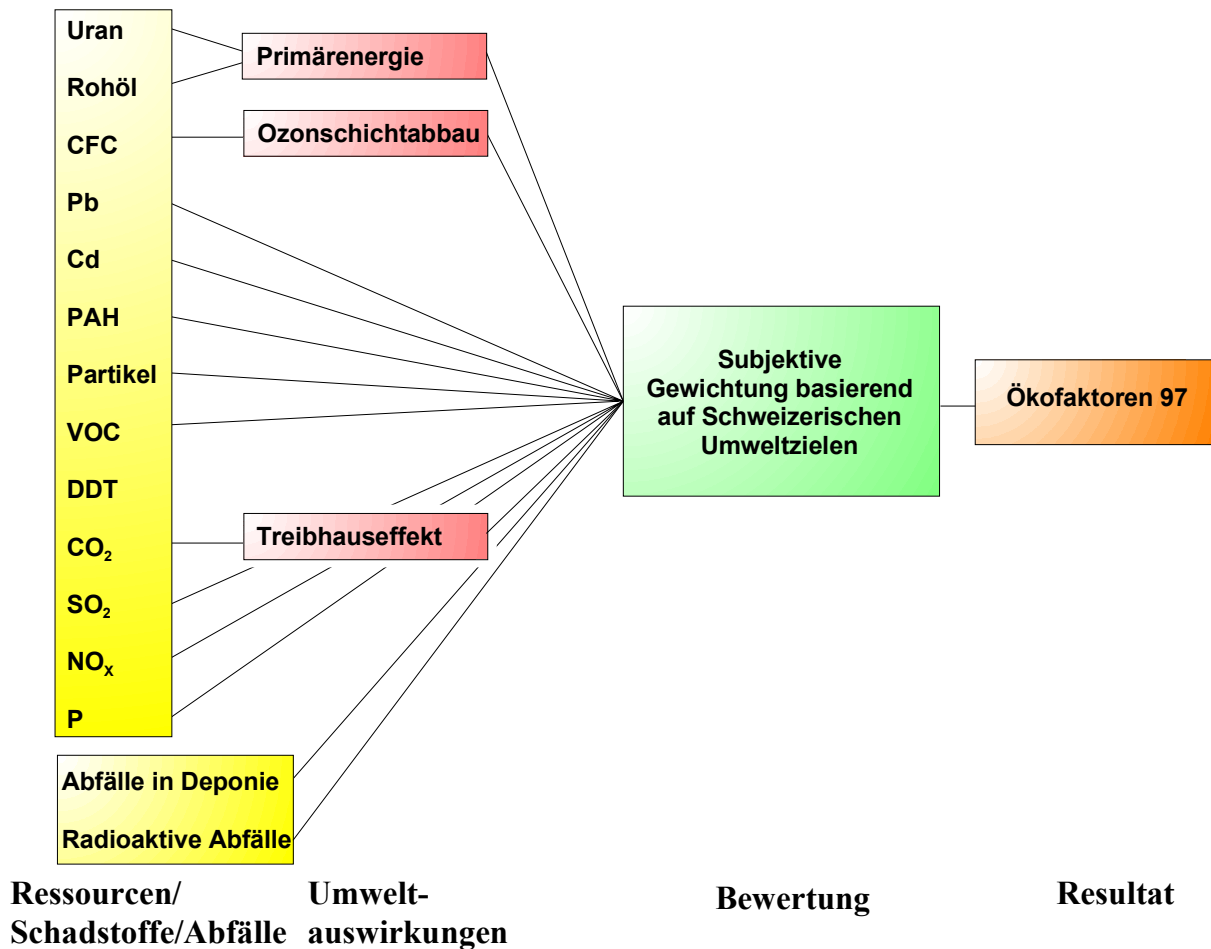 Uran
Rohöl
CFC
Pb
Cd
PAH
Partikel
VOC
DDT
CO₂
SO₂
NOₓ
P
Abfälle in Deponie
Radioaktive Abfälle
Primärenergie
Ozonschichtabbau
Treibhauseffekt
Subjektive
Gewichtung basierend
auf Schweizerischen
Umweltzielen
Ökofaktoren 97
Ressourcen/
Schadstoffe/Abfälle
Umwelt-
auswirkungen
Bewertung
Resultat